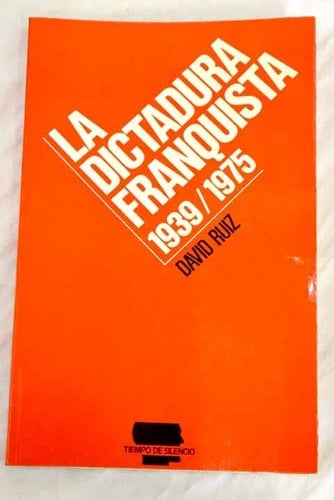 LA
DICTADURA
FRANQUISTA
1939/1975
DAVID RUIZ
TIEMPO DE SILENCIO